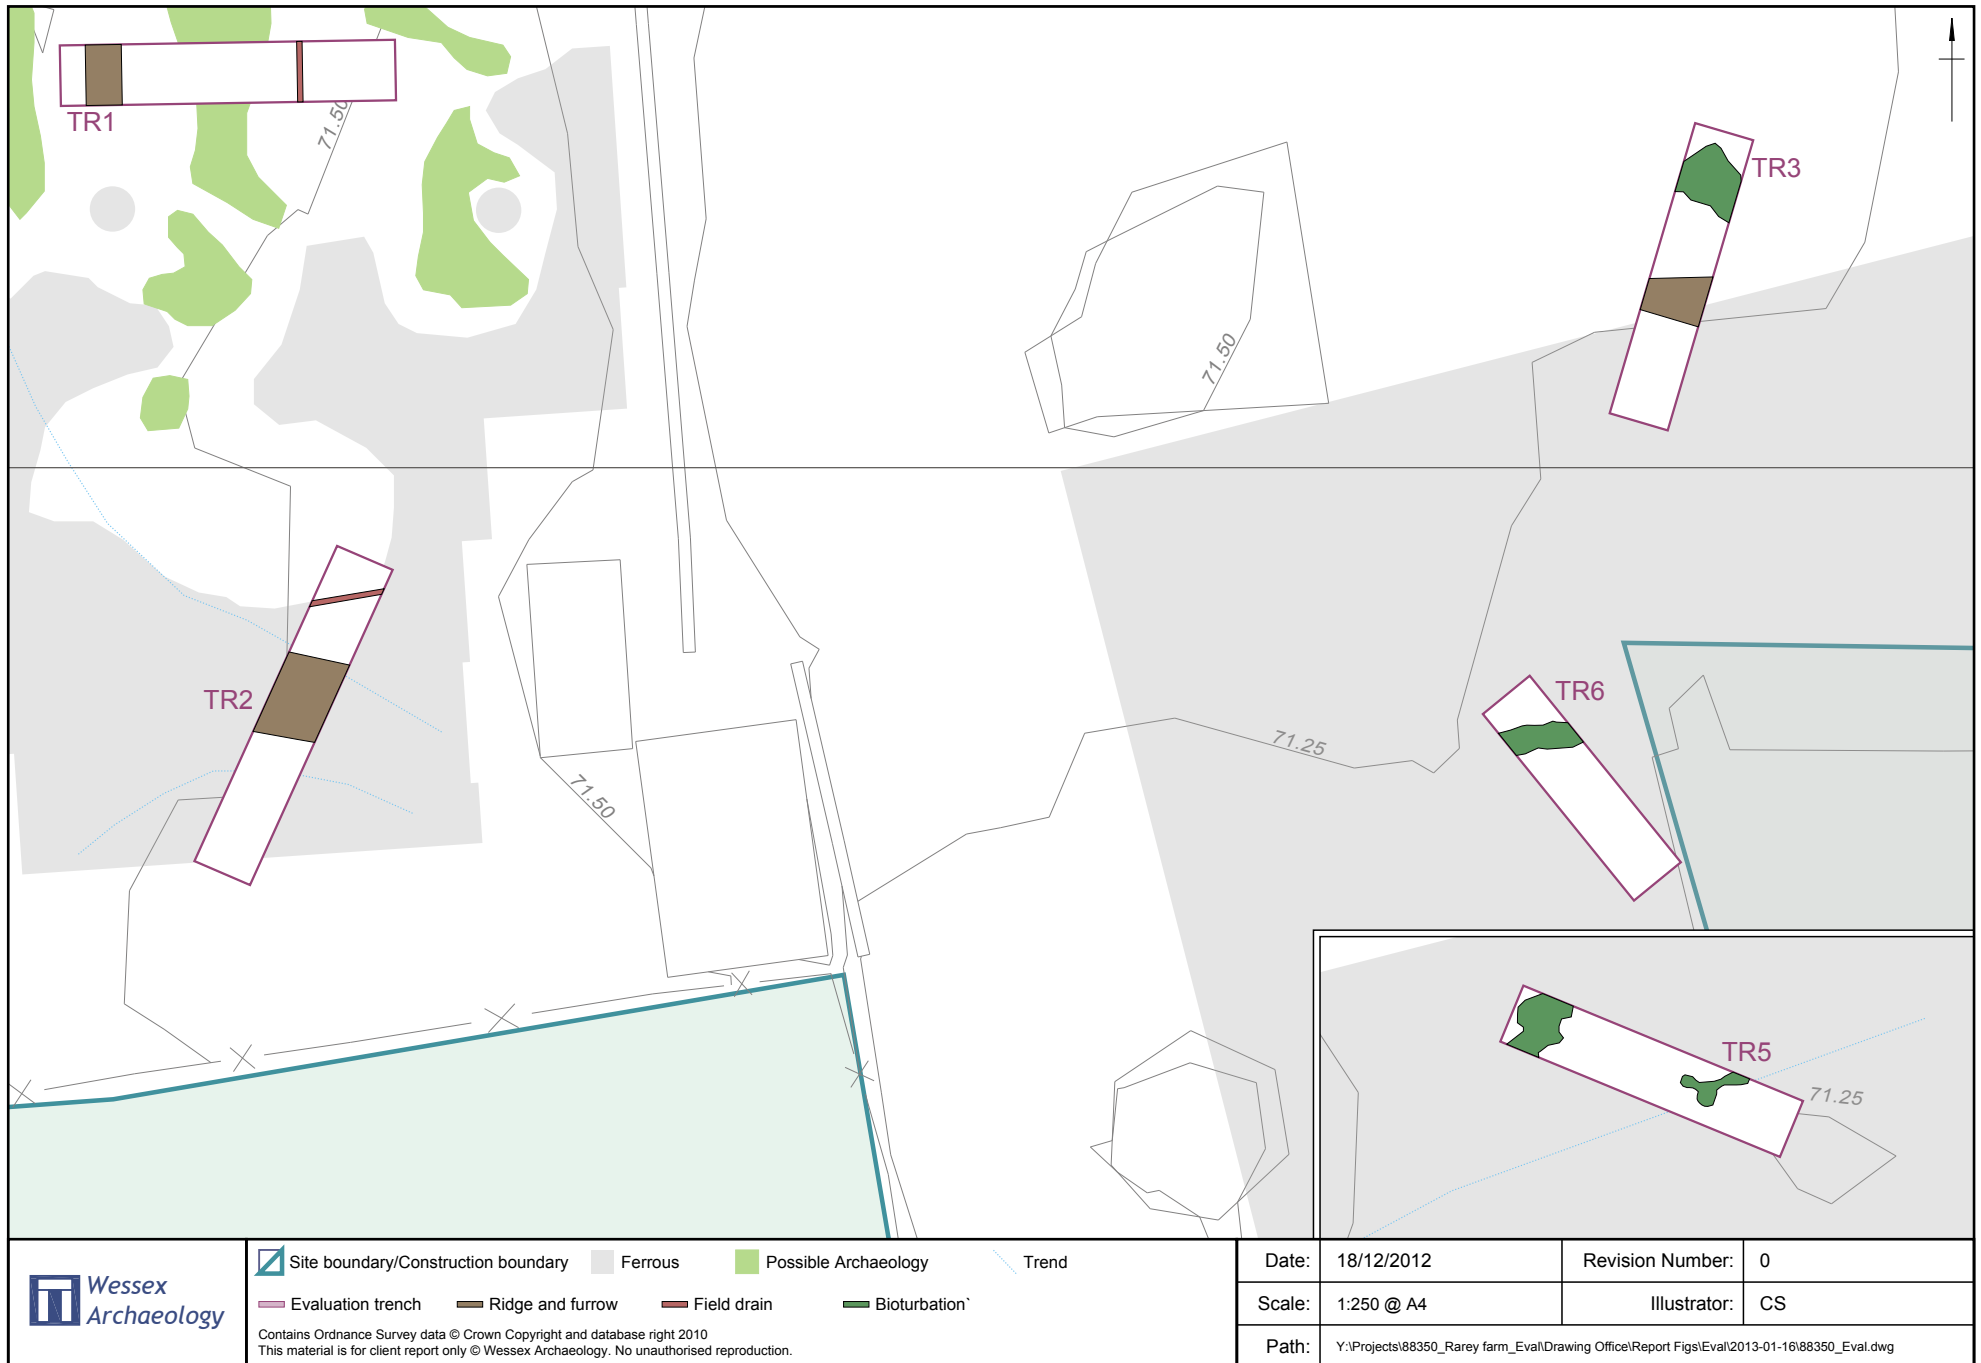 TR1
71.50
TR3
71.50
TR2
TR6
71.25
71.50
TR5
71.25
Wessex
Archaeology
Site boundary/Construction boundary
Ferrous
Possible Archaeology
Trend
Evaluation trench
Ridge and furrow
Field drain
Bioturbation`
Contains Ordnance Survey data © Crown Copyright and database right 2010
This material is for client report only © Wessex Archaeology. No unauthorised reproduction.
Date: 18/12/2012 Revision Number: 0
Scale: 1:250 @ A4 Illustrator: CS
Path: Y:\Projects\88350_Rarey farm_Eval\Drawing Office\Report Figs\Eval\2013-01-16\88350_Eval.dwg